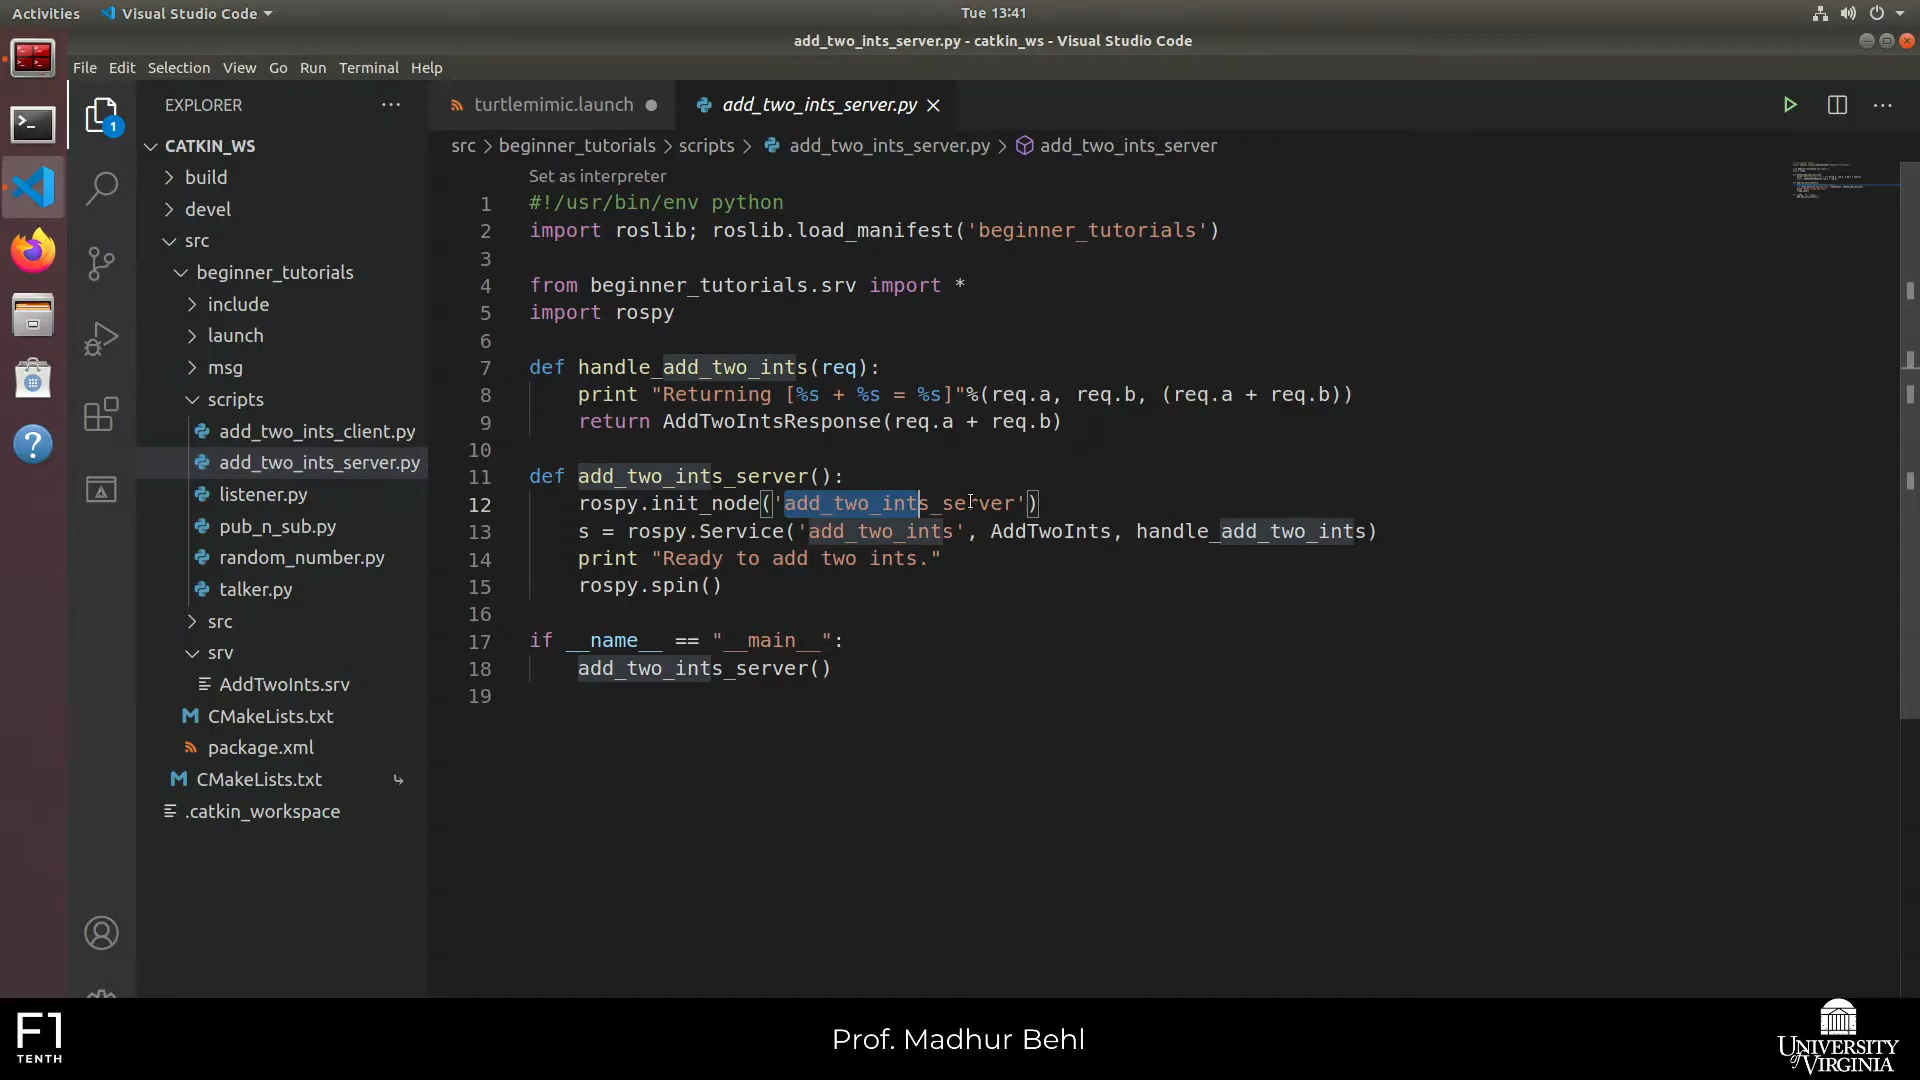 Activities Visual Studio Code Tue 13:41
add_two_ints_server.py - catkin_ws - Visual Studio Code
File Edit Selection View Go Run Terminal Help
EXPLORER
1
CATKIN_WS
build
devel
src
beginner_tutorials
include
launch
msg
scripts
add_two_ints_client.py
add_two_ints_server.py
listener.py
pub_n_sub.py
random_number.py
talker.py
src
srv
AddTwoInts.srv
CMakeLists.txt
package.xml
CMakeLists.txt
.catkin_workspace
turtlemimic.launch add_two_ints_server.py
src > beginner_tutorials > scripts > add_two_ints_server.py > add_two_ints_server
Set as interpreter
1 #!/usr/bin/env python
2 import roslib; roslib.load_manifest('beginner_tutorials')
3
4 from beginner_tutorials.srv import *
5 import rospy
6
7 def handle_add_two_ints(req):
8 print "Returning [%s + %s = %s]"%(req.a, req.b, (req.a + req.b))
9 return AddTwoIntsResponse(req.a + req.b)
10
11 def add_two_ints_server():
12 rospy.init_node('add_two_ints_server')
13 s = rospy.Service('add_two_ints', AddTwoInts, handle_add_two_ints)
14 print "Ready to add two ints."
15 rospy.spin()
16
17 if __name__ == "__main__":
18 add_two_ints_server()
19
F1
TENTH
Prof. Madhur Behl
UNIVERSITY
of VIRGINIA